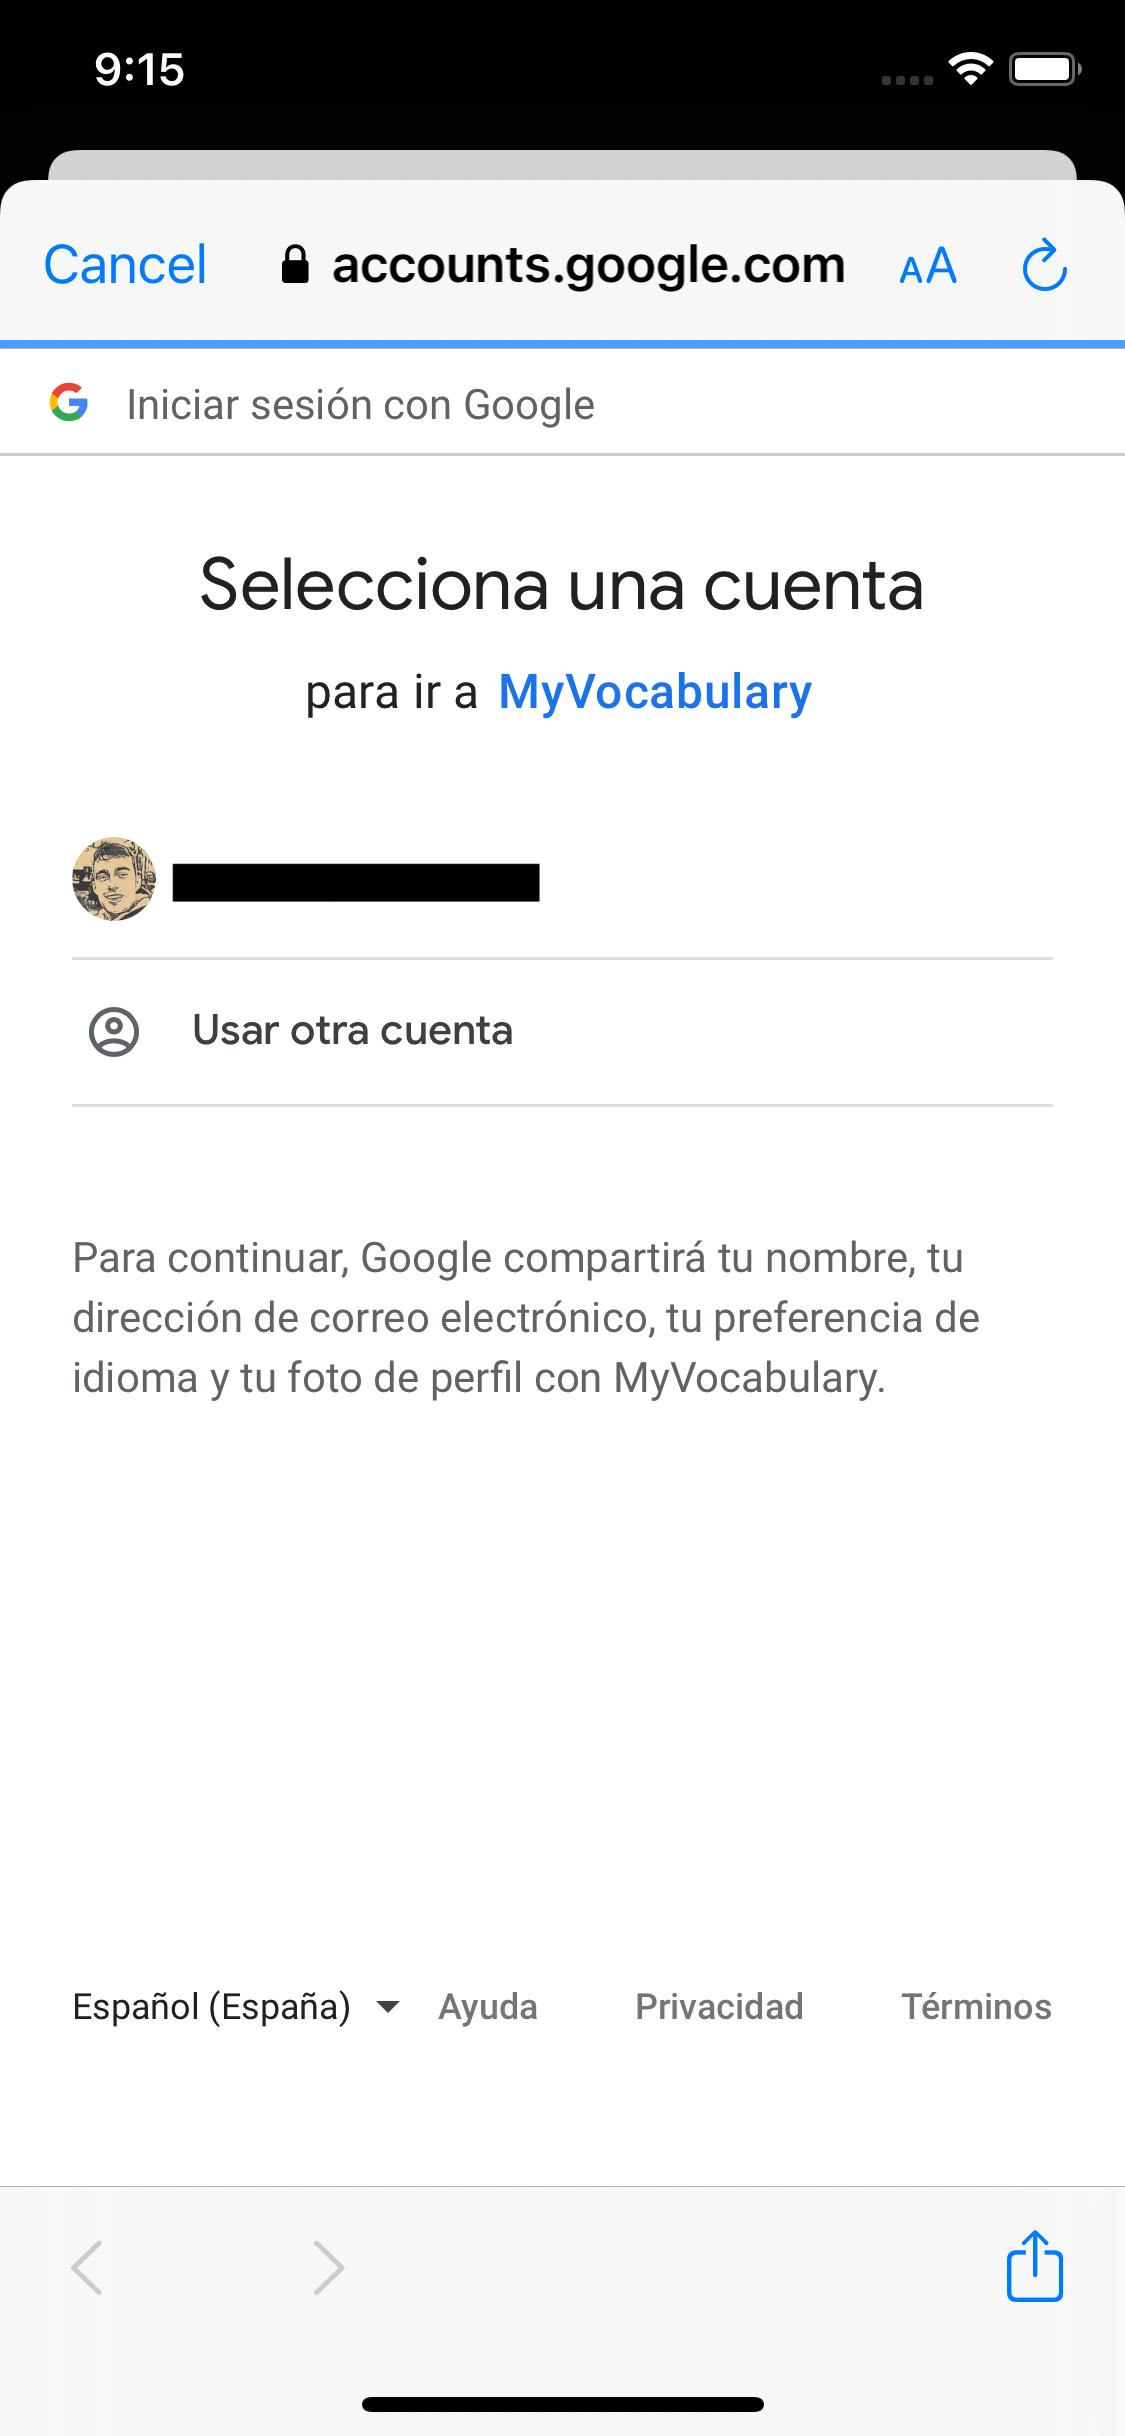 9:15
Cancel accounts.google.com AA
Iniciar sesión con Google
Selecciona una cuenta
para ir a MyVocabulary
Usar otra cuenta
Para continuar, Google compartirá tu nombre, tu
dirección de correo electrónico, tu preferencia de
idioma y tu foto de perfil con MyVocabulary.
Español (España) Ayuda Privacidad Términos